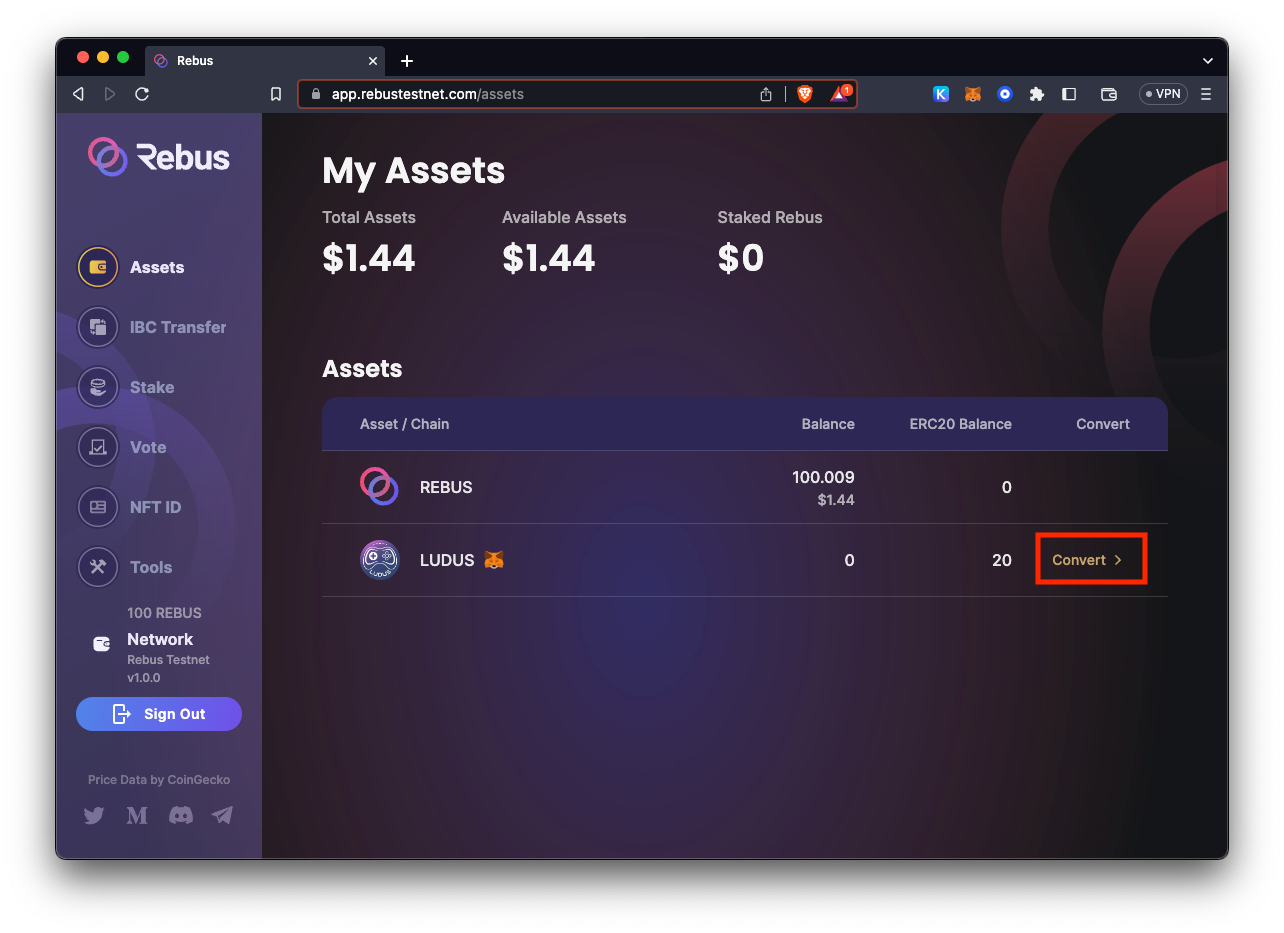 Rebus
app.rebustestnet.com/assets
1
VPN
Rebus
Assets
IBC Transfer
Stake
Vote
NFT ID
Tools
100 REBUS
Network
Rebus Testnet
v1.0.0
Sign Out
Price Data by CoinGecko
My Assets
Total Assets
Available Assets
Staked Rebus
$1.44
$1.44
$0
Assets
Asset / Chain Balance ERC20 Balance Convert
REBUS 100.009 0
$1.44
LUDUS 0 20 Convert >
LUDUS